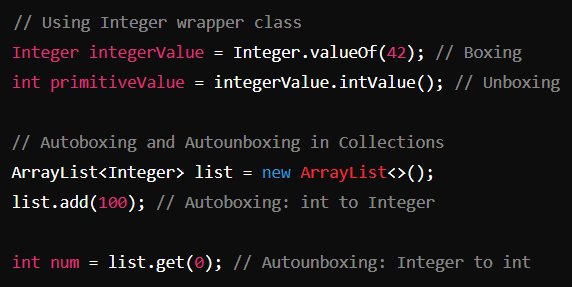 // Using Integer wrapper class
Integer integerValue = Integer.valueOf(42); // Boxing
int primitiveValue = integerValue.intValue(); // Unboxing
// Autoboxing and Autounboxing in Collections
ArrayList<Integer> list = new ArrayList<>();
list.add(100); // Autoboxing: int to Integer
int num = list.get(0); // Autounboxing: Integer to int